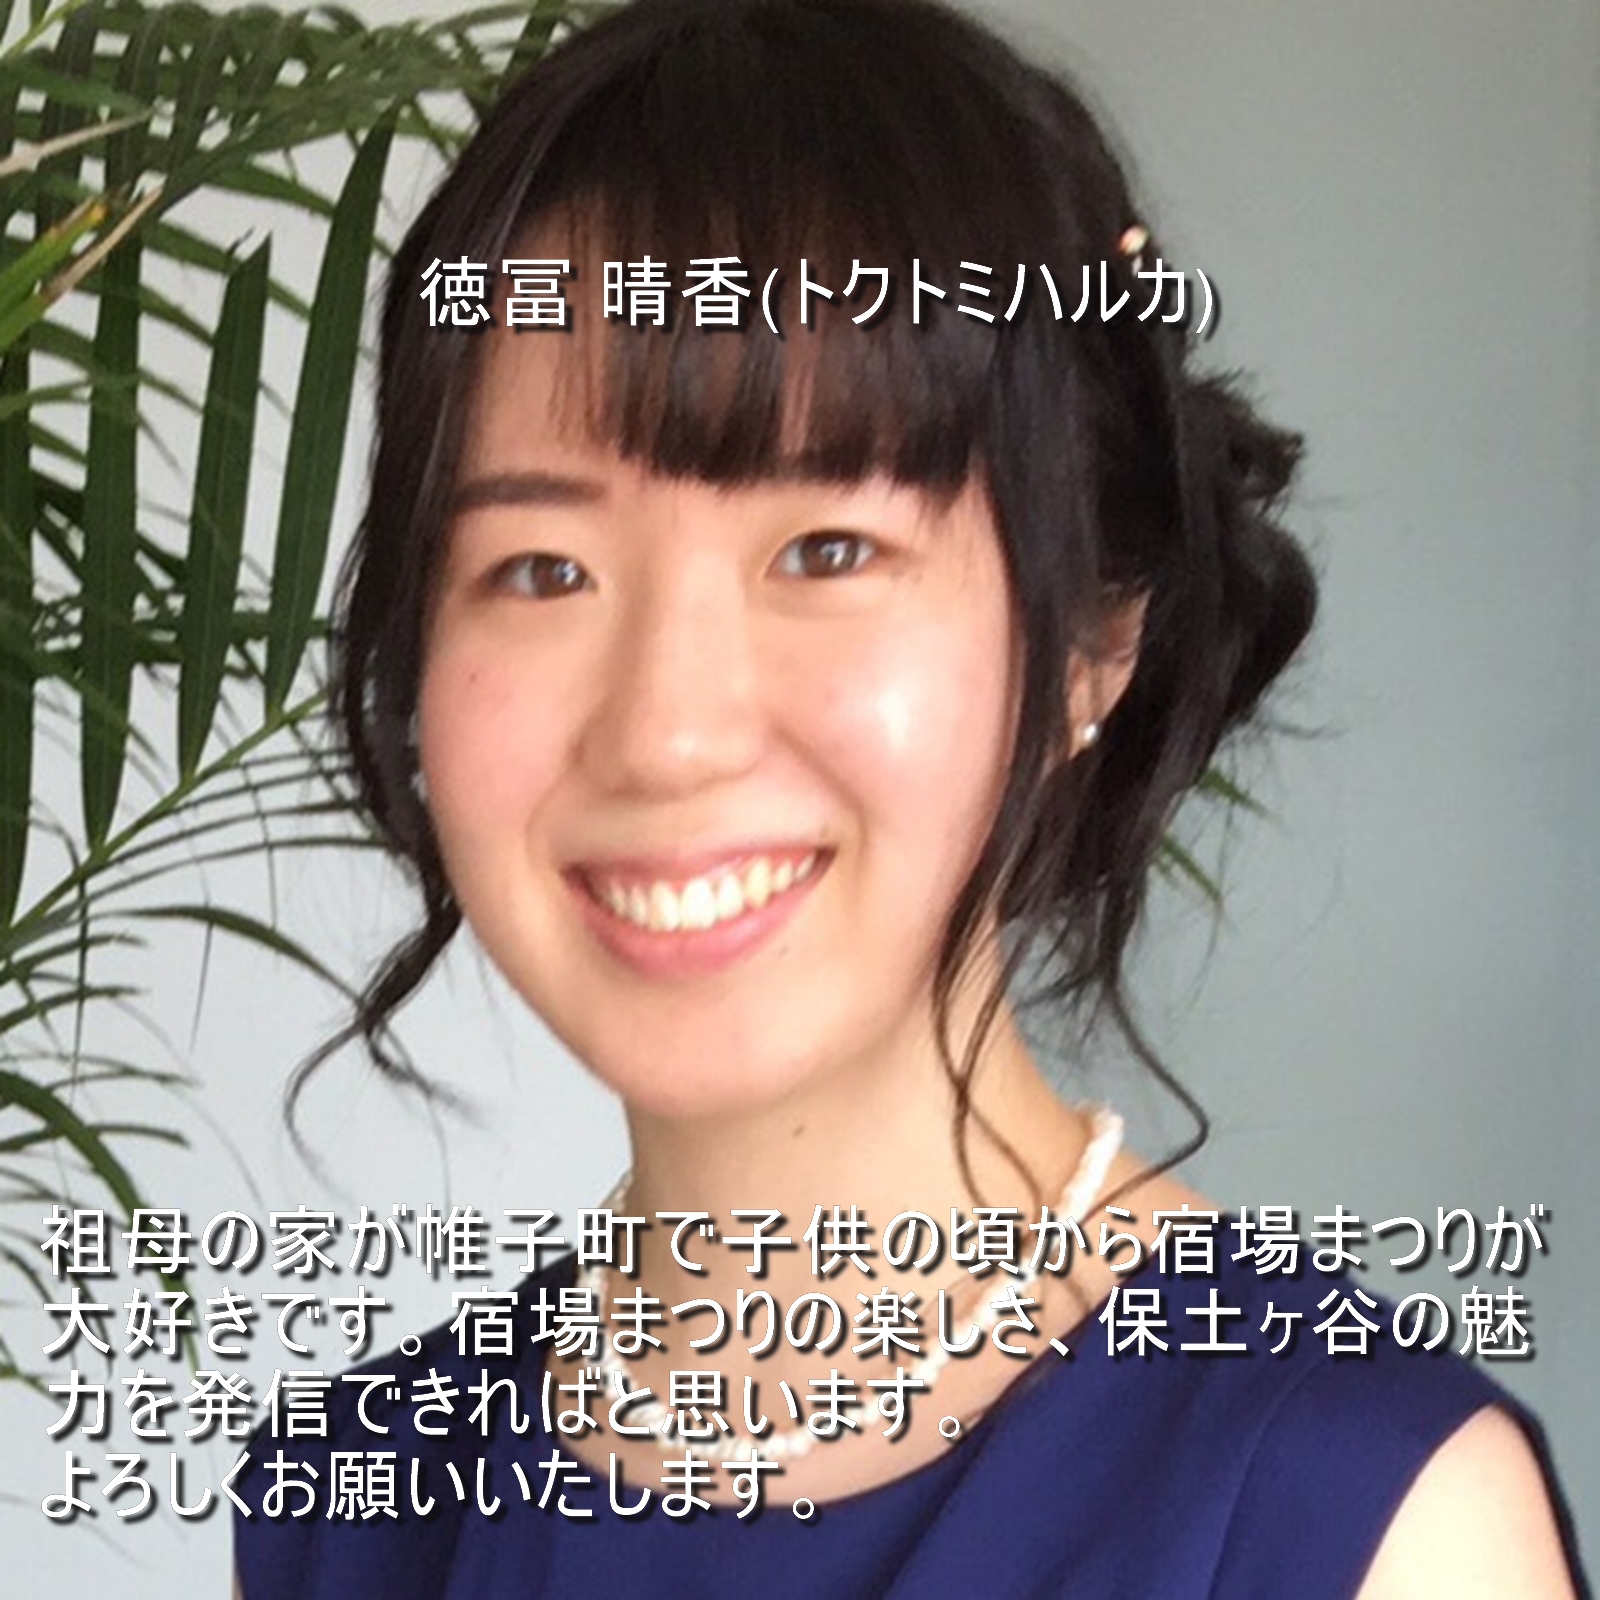 徳冨 晴香(トクトミハルカ)
祖母の家が帷子町で子供の頃から宿場まつりが
大好きです。宿場まつりの楽しさ、保土ヶ谷の魅
力を発信できればと思います。
よろしくお願いいたします。